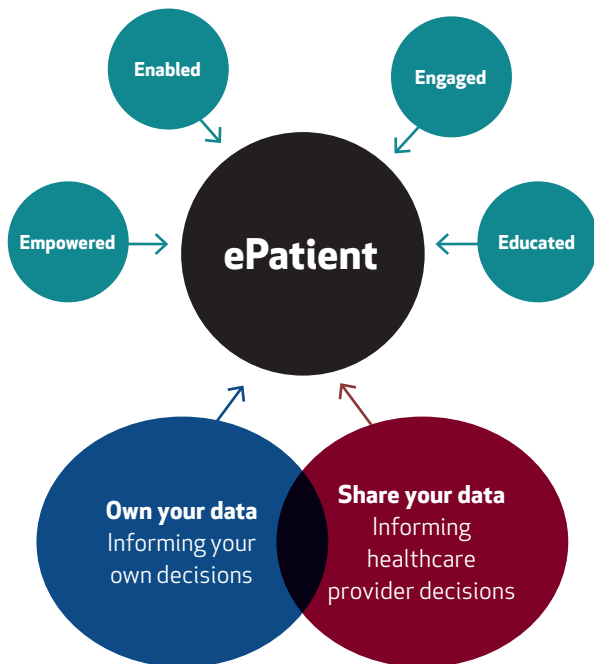 Enabled
Engaged
Empowered
ePatient
Educated
Own your data
Informing your
own decisions
Share your data
Informing
healthcare
provider decisions